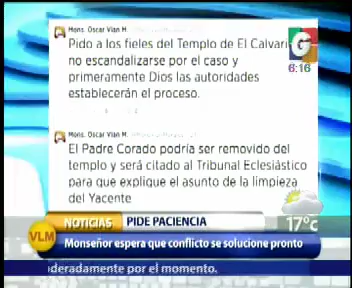 Mons. Oscar Vian M.
Pido a los fieles del Templo de El Calvari
no escandalizarse por el caso y
primeramente Dios las autoridades
establecerán el proceso.
G
6:16
Mons. Oscar Vian M.
El Padre Corado podría ser removido del
templo y será citado al Tribunal Eclesiástico
para que explique el asunto de la limpieza
del Yacente
NOTICIAS PIDE PACIENCIA
17°c
VLM
Monseñor espera que conflicto se solucione pronto
oderadamente por el momento.